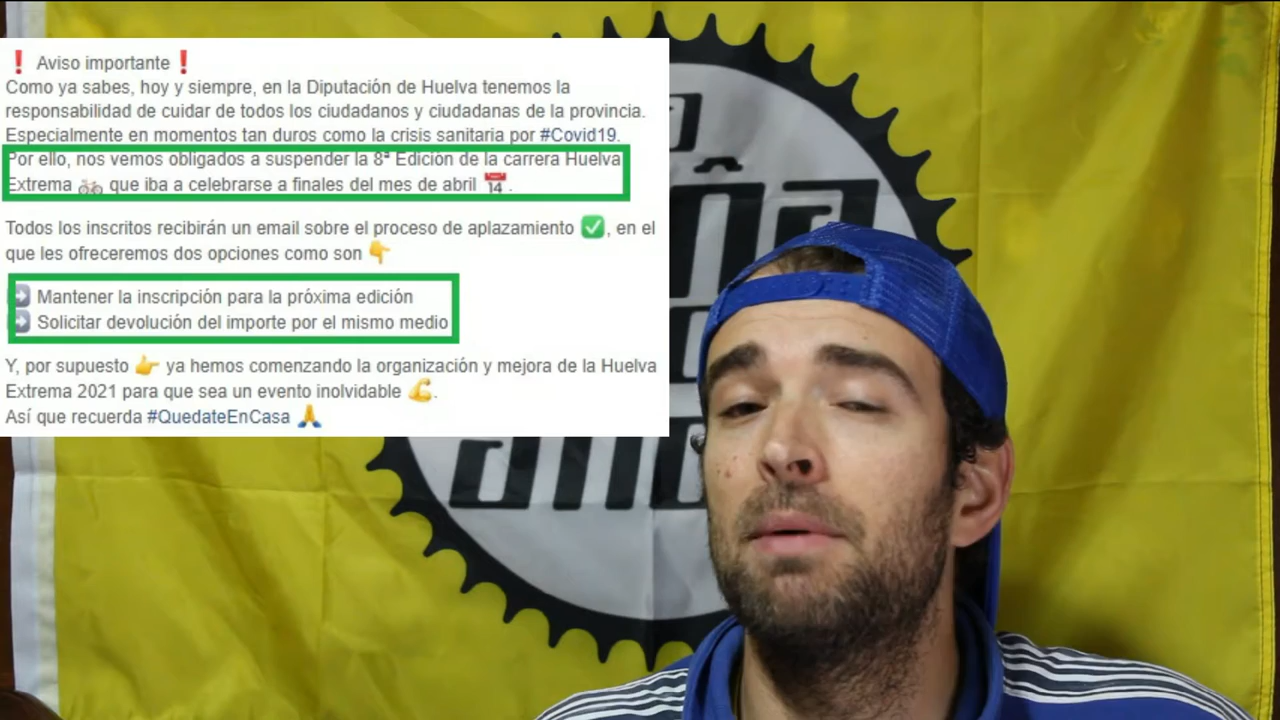 ❗ Aviso importante ❗
Como ya sabes, hoy y siempre, en la Diputación de Huelva tenemos la
responsabilidad de cuidar de todos los ciudadanos y ciudadanas de la provincia.
Especialmente en momentos tan duros como la crisis sanitaria por #Covid19.
Por ello, nos vemos obligados a suspender la 8ª Edición de la carrera Huelva
Extrema 🚲 que iba a celebrarse a finales del mes de abril 📅.
Todos los inscritos recibirán un email sobre el proceso de aplazamiento ✅, en el
que les ofreceremos dos opciones como son 👇
➡ Mantener la inscripción para la próxima edición
➡ Solicitar devolución del importe por el mismo medio
Y, por supuesto 👉 ya hemos comenzando la organización y mejora de la Huelva
Extrema 2021 para que sea un evento inolvidable 💪.
Así que recuerda #QuedateEnCasa 🙏